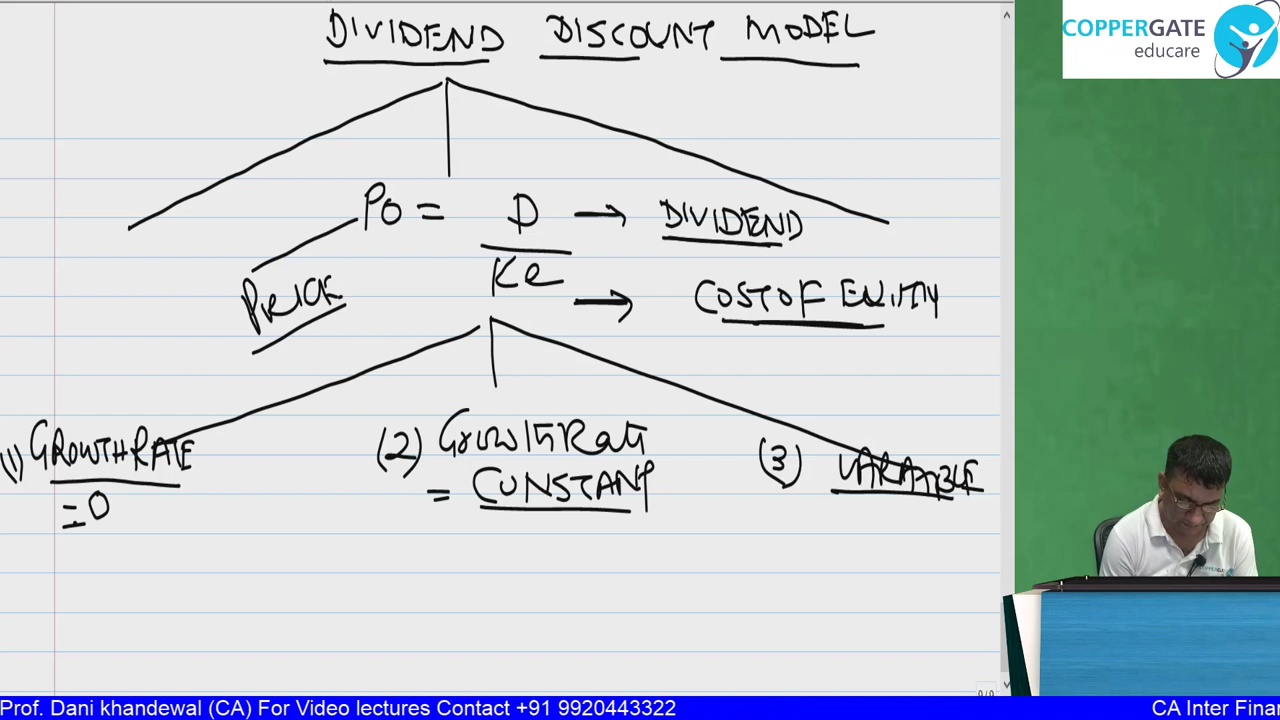 DIVIDEND DISCOUNT MODEL
COPPERGATE
educare
P0 = D → DIVIDEND
Ke → COST OF EQUITY
PRICE
(1) GROWTH RATE
= 0
(2) Growth Rate
= CONSTANT
(3) VARIABLE
Prof. Dani khandewal (CA) For Video lectures Contact +91 9920443322
CA Inter Finan